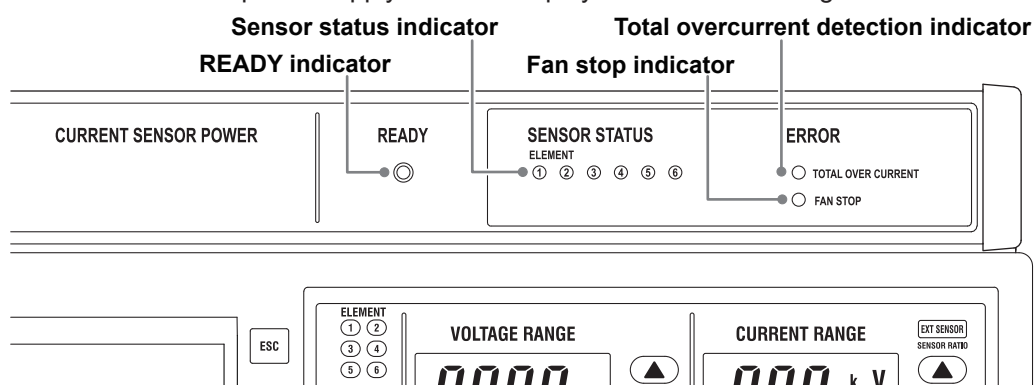 Sensor status indicator
Total overcurrent detection indicator
READY indicator
Fan stop indicator
CURRENT SENSOR POWER
READY
SENSOR STATUS
ERROR
ELEMENT
1 2 3 4 5 6
TOTAL OVER CURRENT
FAN STOP
ESC
ELEMENT
1 2
3 4
5 6
VOLTAGE RANGE
CURRENT RANGE
EXT SENSOR
SENSOR RATIO